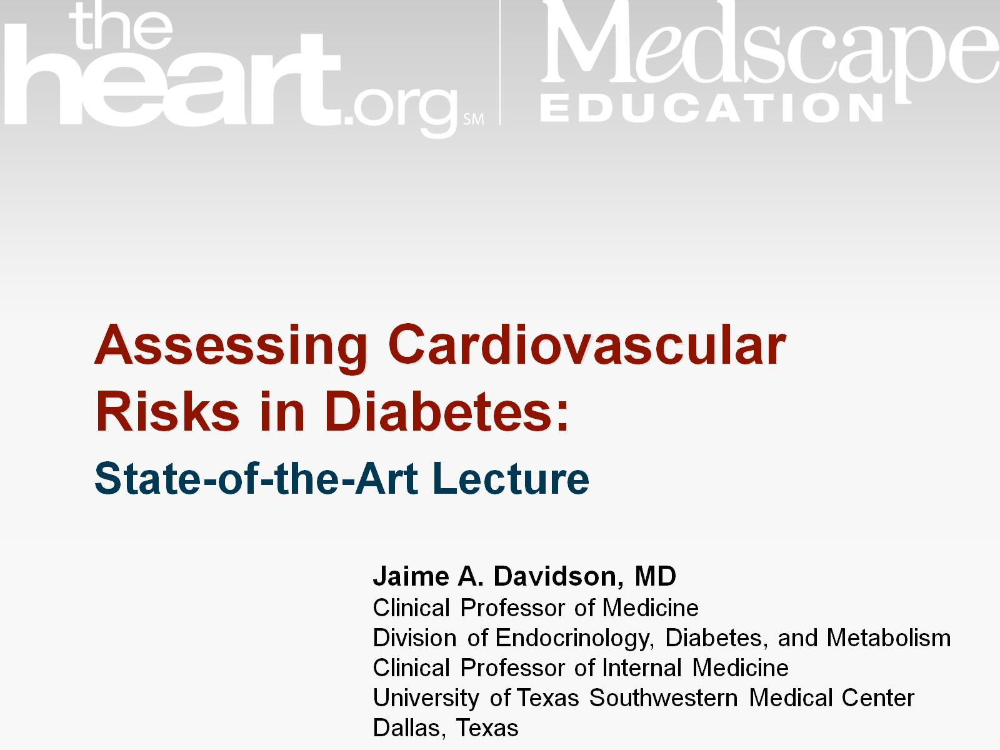 the
heart.org SM
Medscape
EDUCATION
Assessing Cardiovascular
Risks in Diabetes:
State-of-the-Art Lecture
Jaime A. Davidson, MD
Clinical Professor of Medicine
Division of Endocrinology, Diabetes, and Metabolism
Clinical Professor of Internal Medicine
University of Texas Southwestern Medical Center
Dallas, Texas